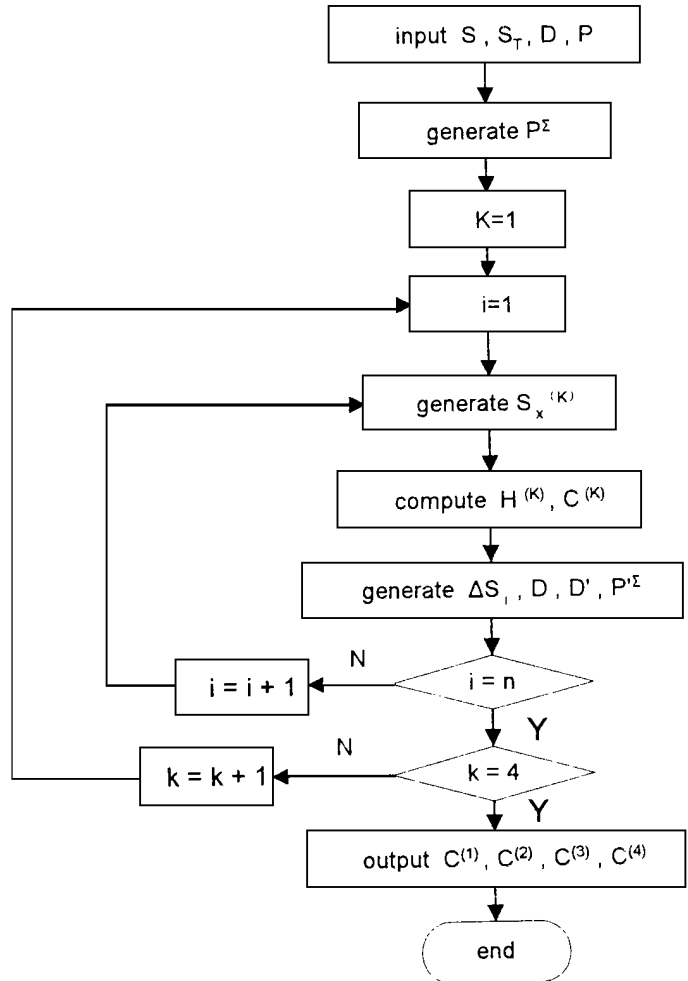 input S , S_T , D , P
generate P^Σ
K=1
i=1
generate S_x^(K)
compute H^(K) , C^(K)
generate ΔS_i , D , D' , P'^Σ
i = n
N
i = i + 1
Y
k = 4
N
k = k + 1
Y
output C^(1) , C^(2) , C^(3) , C^(4)
end